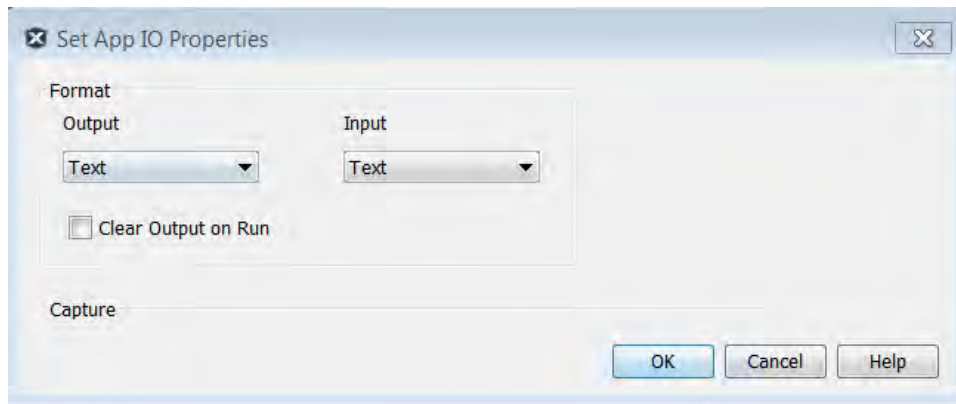 Set App IO Properties
Format
Output Input
Text Text
Clear Output on Run
Capture
OK Cancel Help